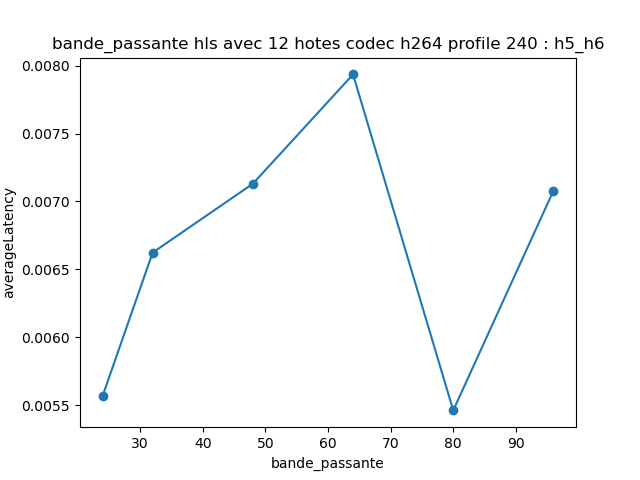 bande_passante hls avec 12 hotes codec h264 profile 240 : h5_h6
0.0080
0.0075
0.0070
0.0065
0.0060
0.0055
averageLatency
30 40 50 60 70 80 90
bande_passante